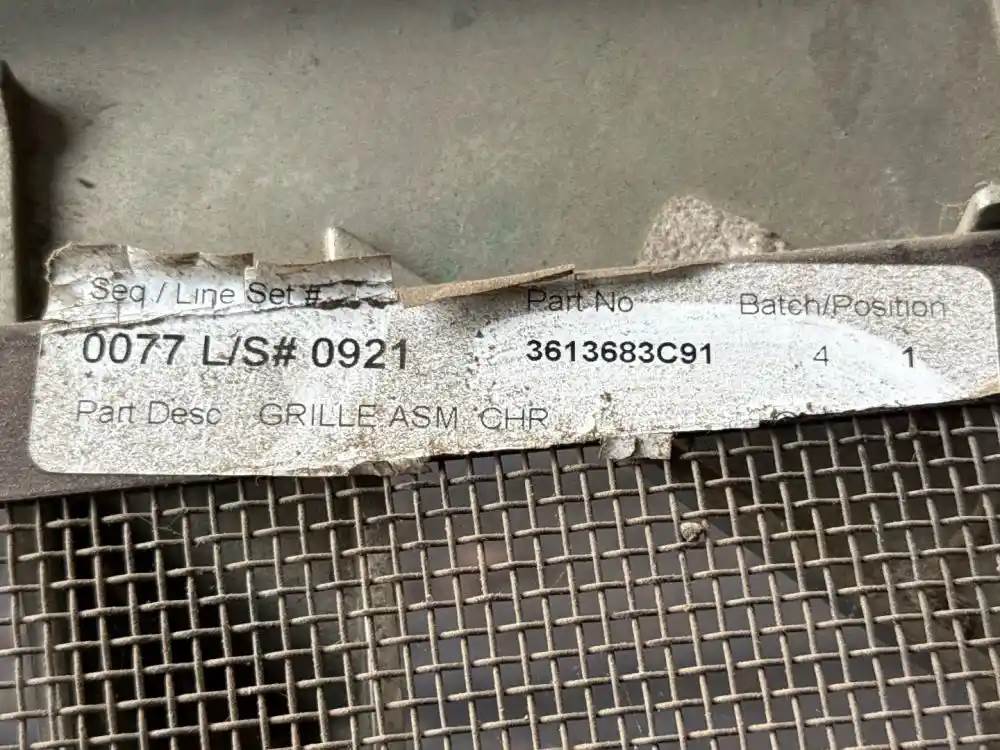 Seq / Line Set # Part No Batch/Position
0077 L/S# 0921 3613683C91 4 1
Part Desc GRILLE ASM CHR